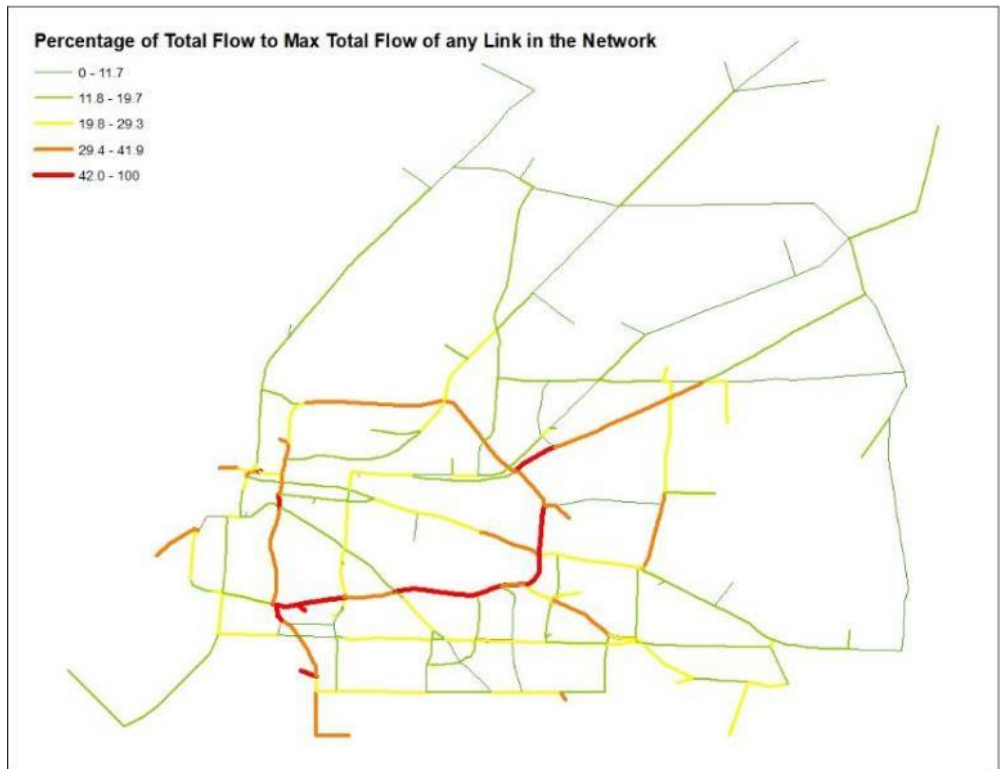 Percentage of Total Flow to Max Total Flow of any Link in the Network
0 - 11.7
11.8 - 19.7
19.8 - 29.3
29.4 - 41.9
42.0 - 100